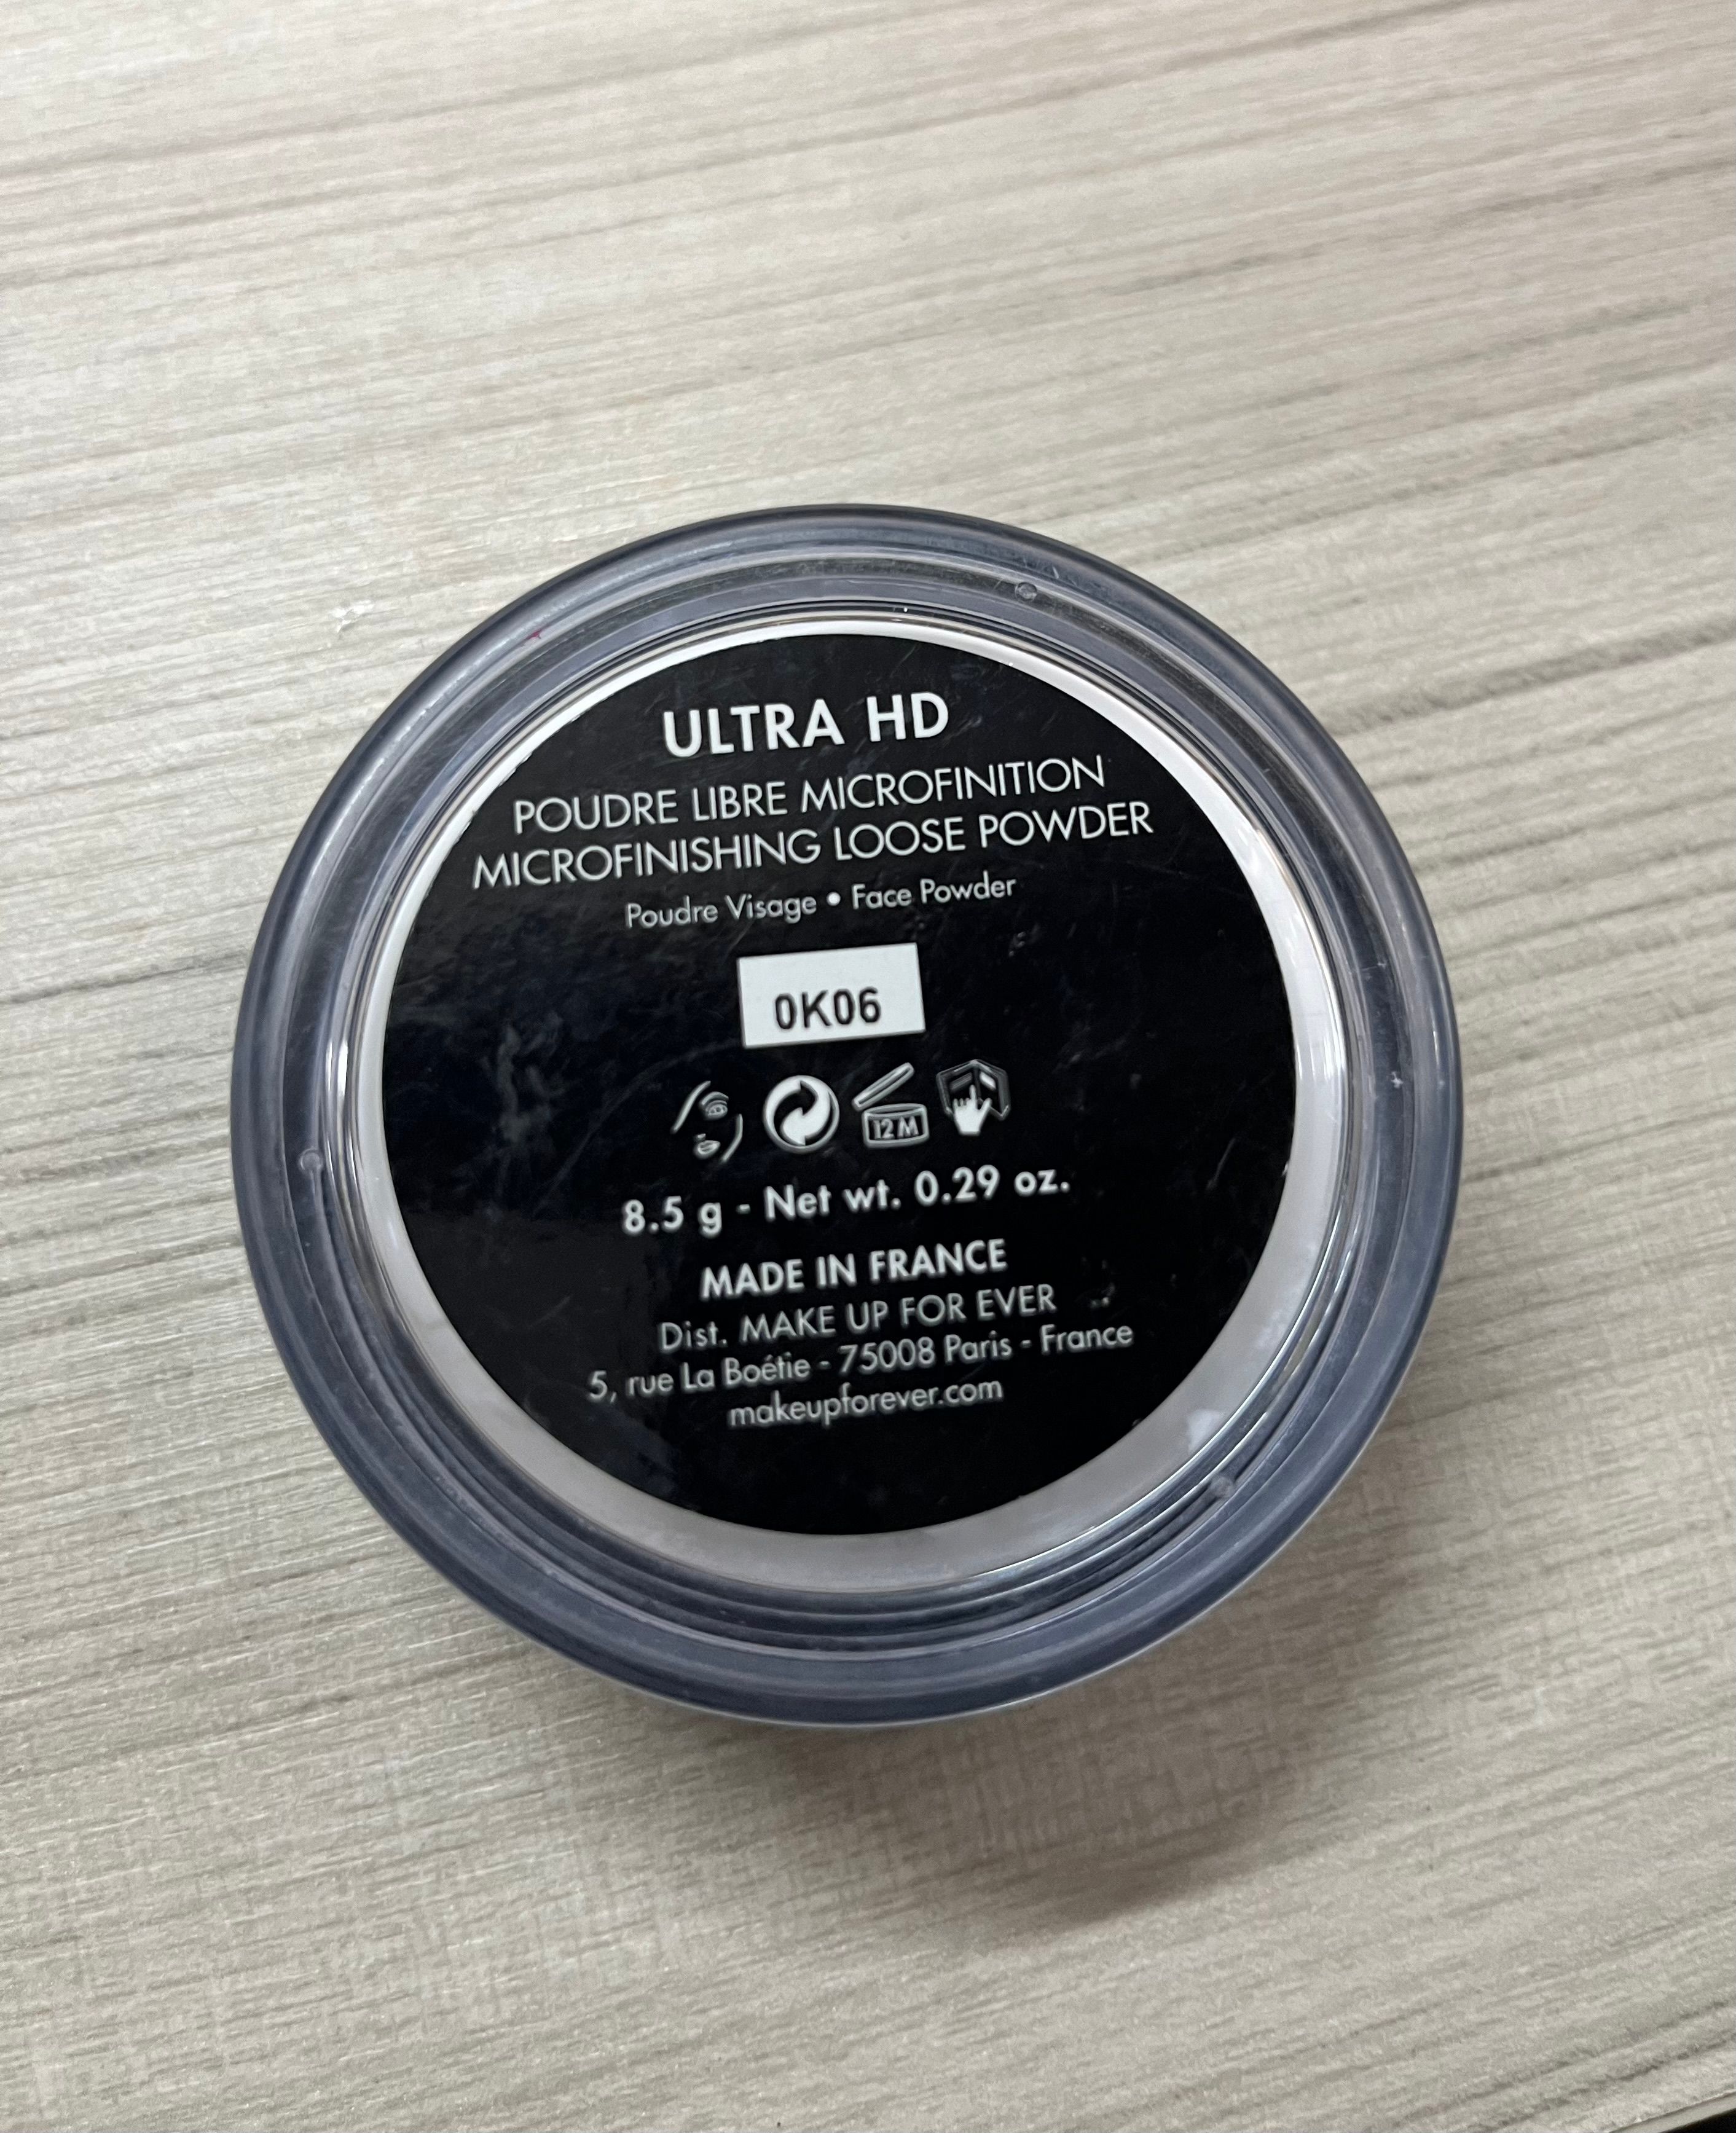 ULTRA HD
POUDRE LIBRE MICROFINITION
MICROFINISHING LOOSE POWDER
Poudre Visage • Face Powder
0K06
12 M
8.5 g - Net wt. 0.29 oz.
MADE IN FRANCE
Dist. MAKE UP FOR EVER
5, rue La Boétie - 75008 Paris - France
makeupforever.com